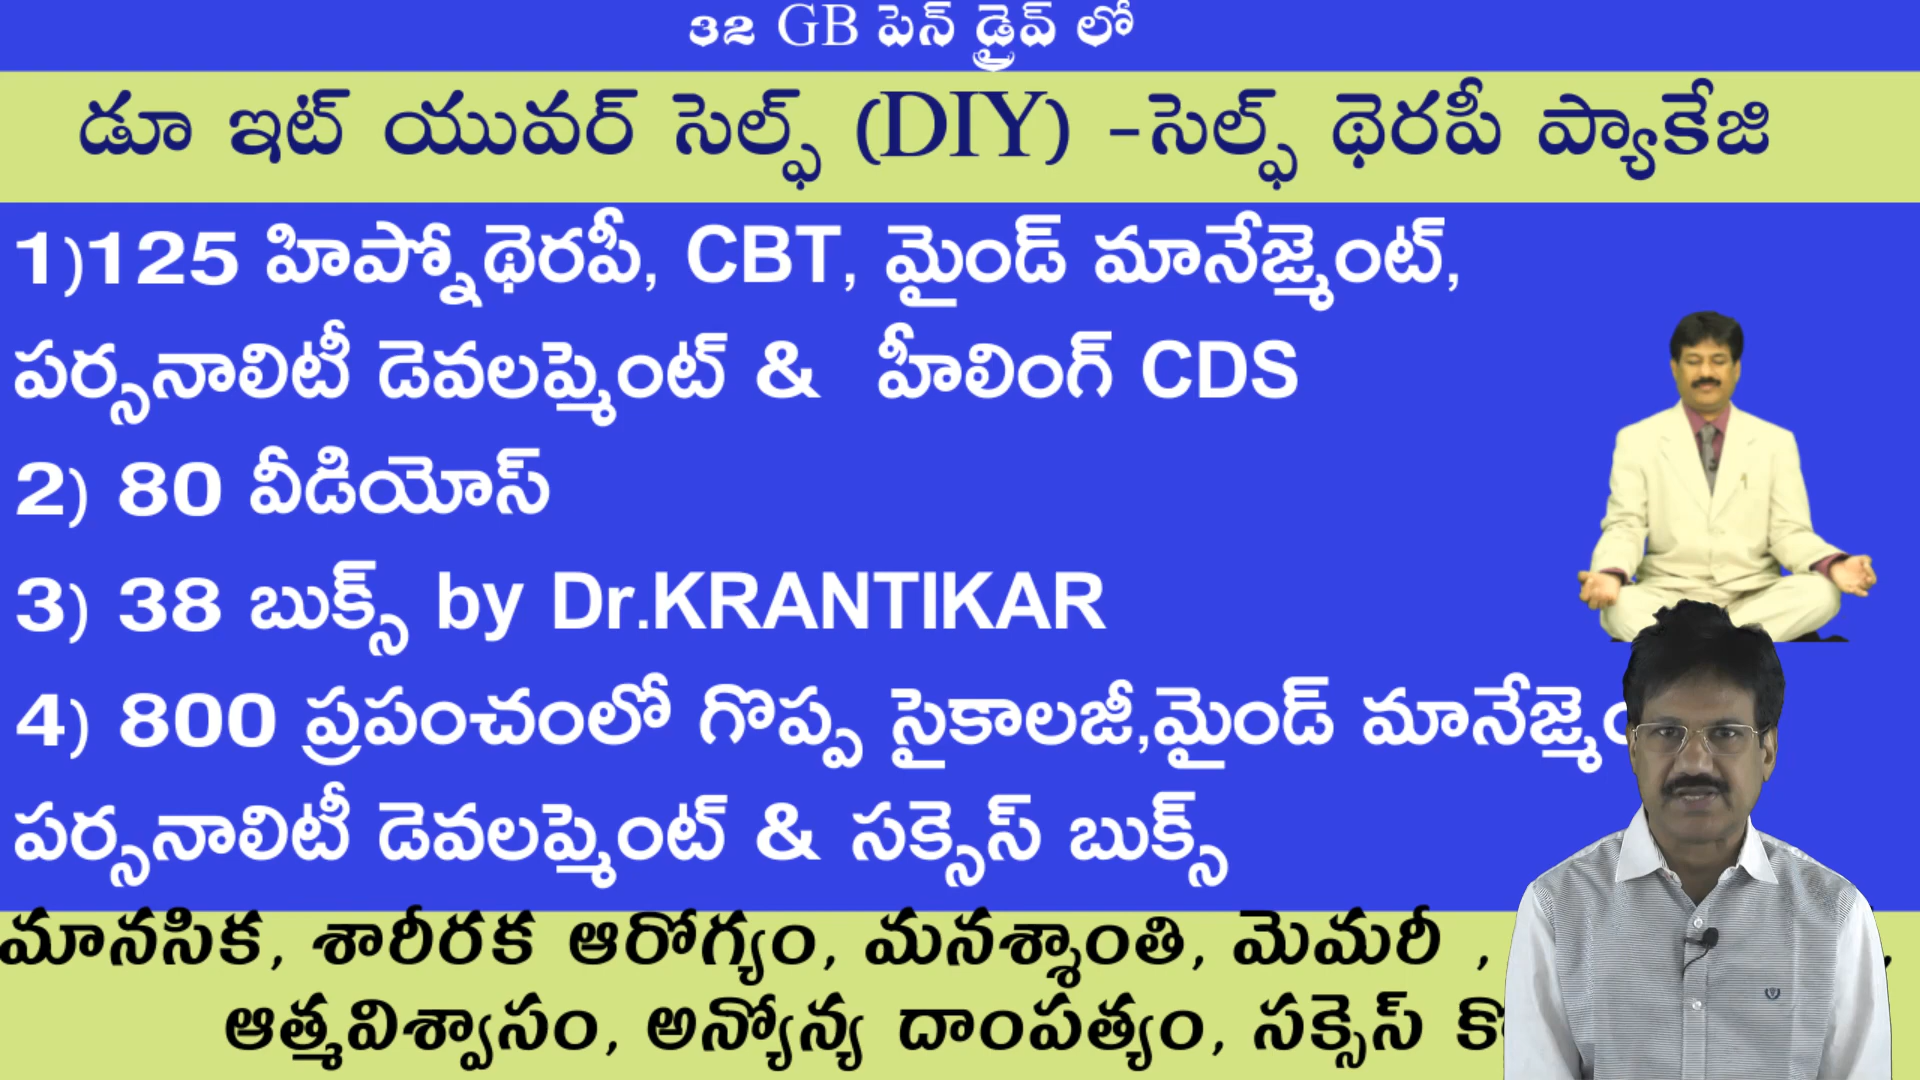 32 GB పెన్ డ్రైవ్ లో
డూ ఇట్ యువర్ సెల్ఫ్ (DIY) -సెల్ఫ్ థెరపీ ప్యాకేజి
1)125 హిప్నోథెరపీ, CBT, మైండ్ మానేజ్మెంట్,
పర్సనాలిటీ డెవలప్మెంట్ & హీలింగ్ CDS
2) 80 వీడియోస్
3) 38 బుక్స్ by Dr.KRANTIKAR
4) 800 ప్రపంచంలో గొప్ప సైకాలజీ,మైండ్
పర్సనాలిటీ డెవలప్మెంట్ & సక్సెస్ బుక్స్
మానసిక, శారీరక ఆరోగ్యం, మనశ్శాంతి, మెమరీ ,
ఆత్మవిశ్వాసం, అన్యోన్య దాంపత్యం, సక్సెస్